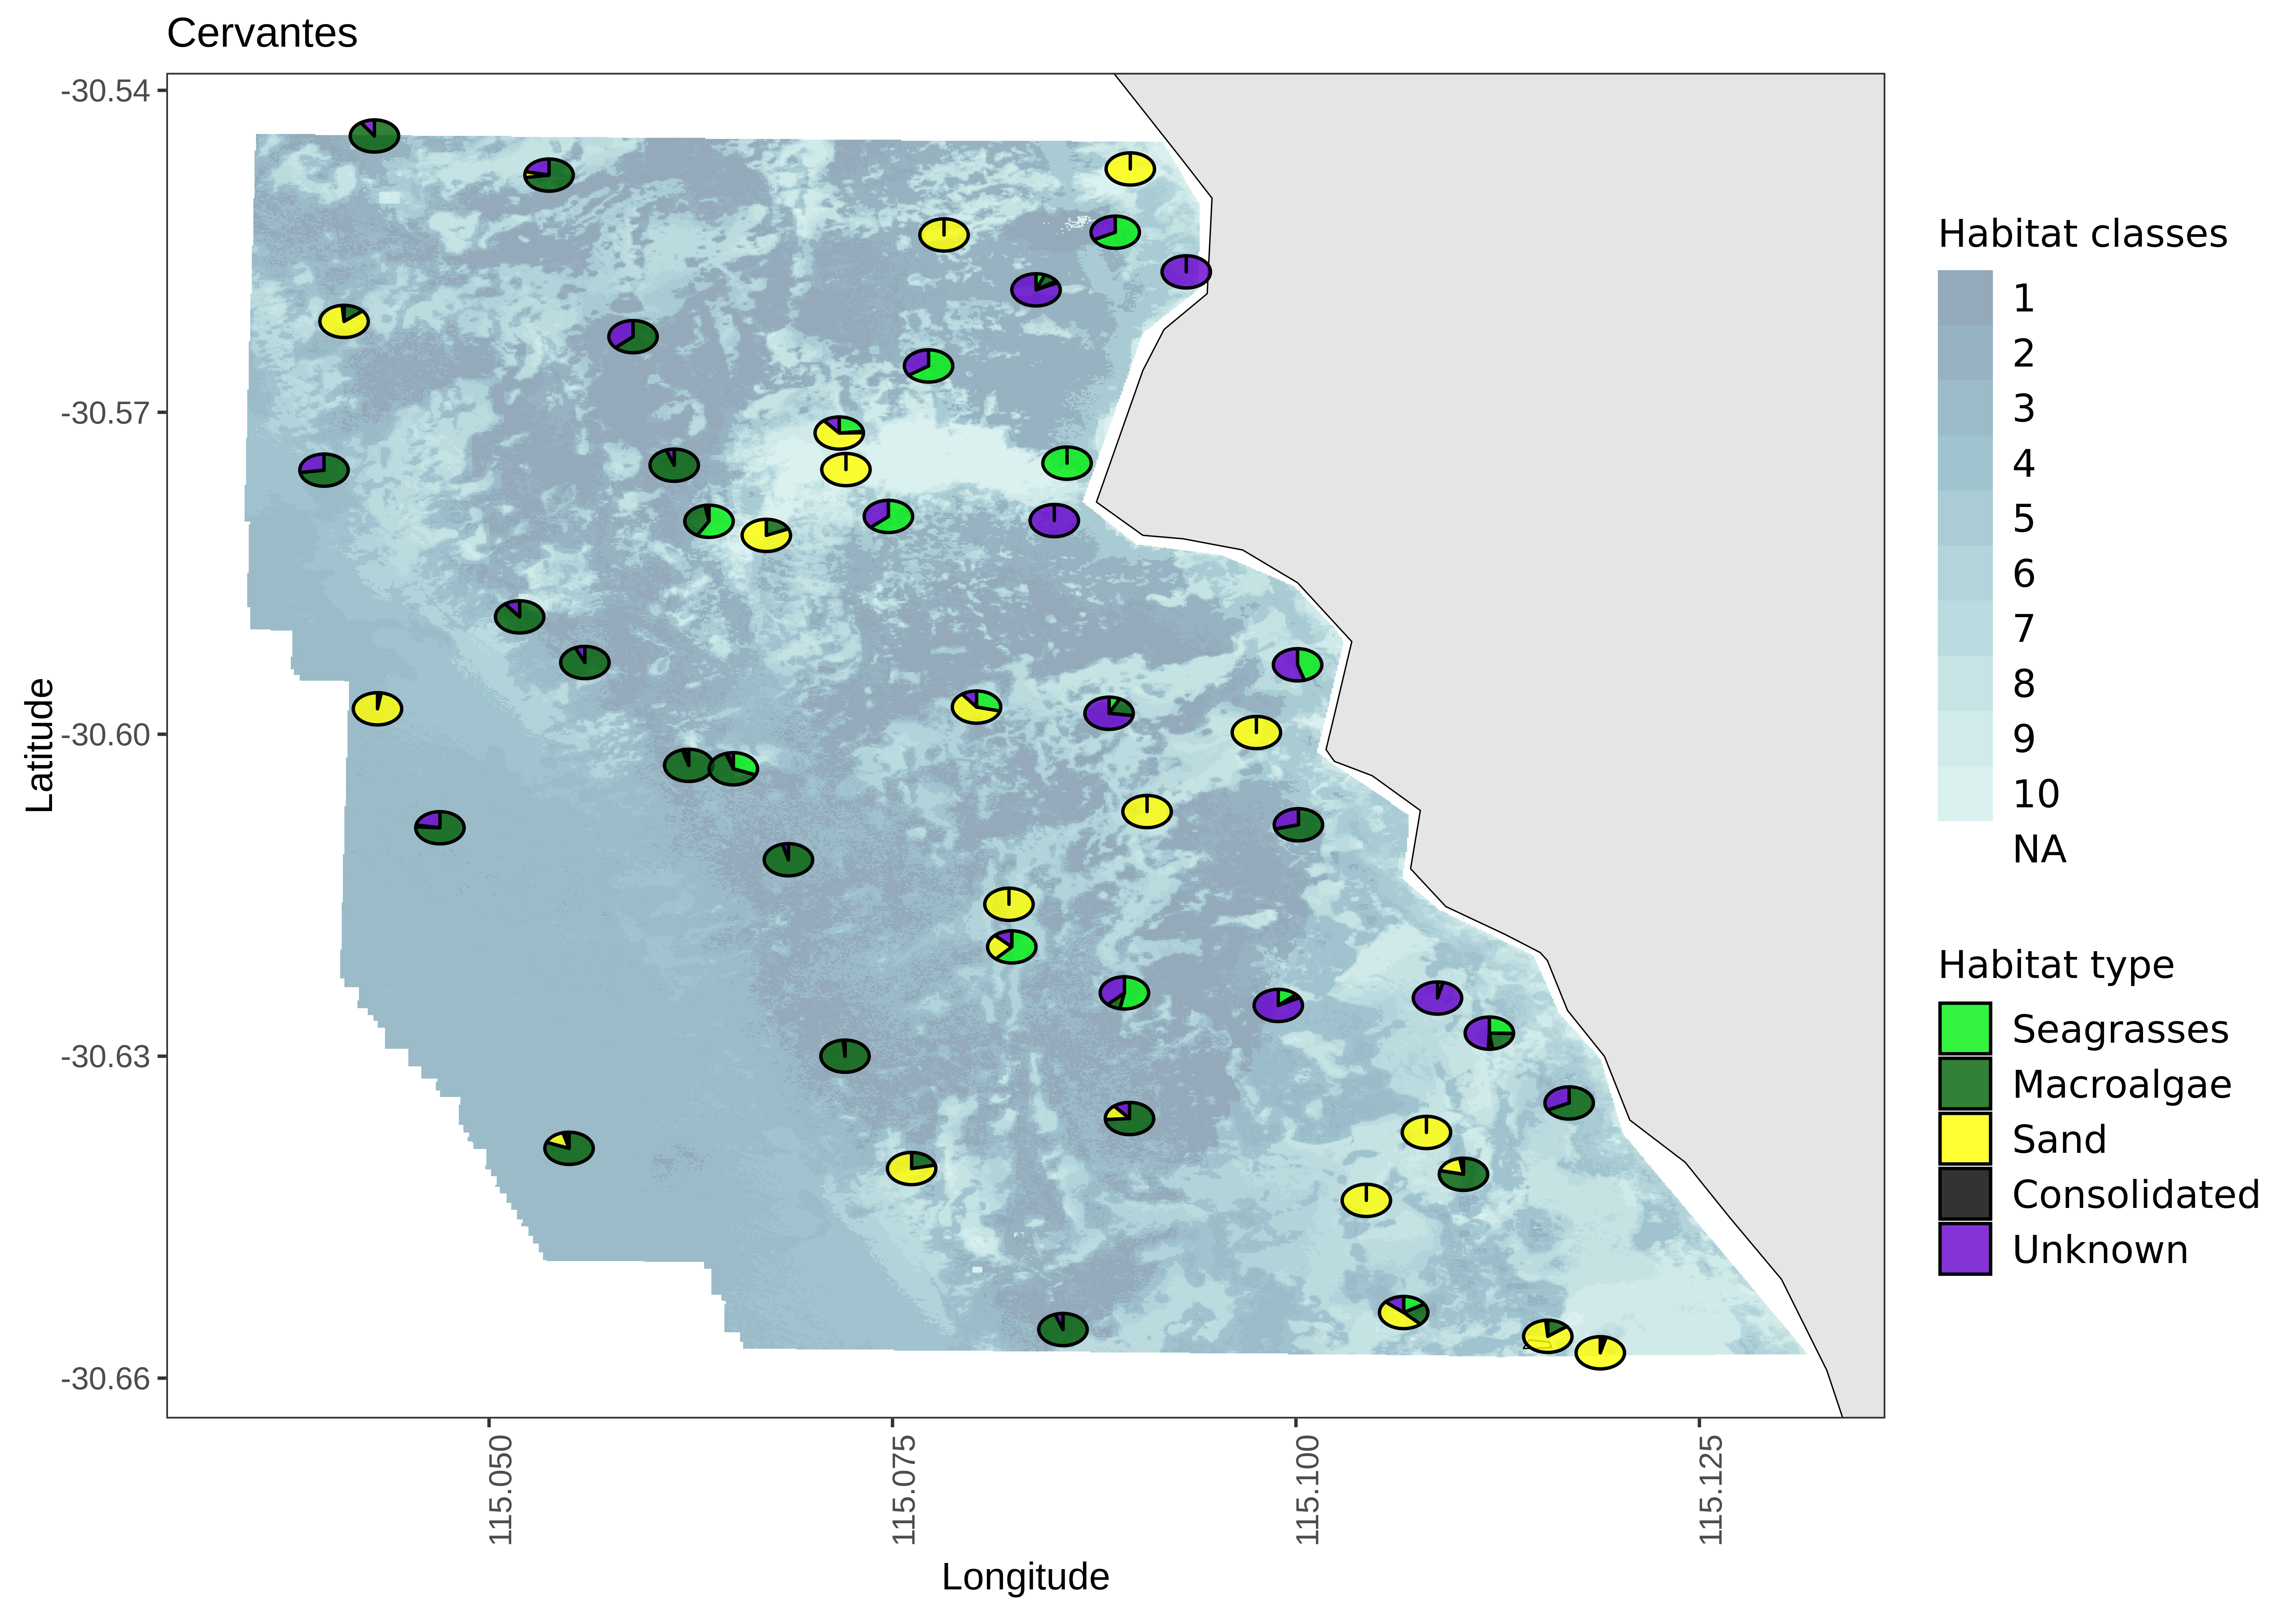 Cervantes
-30.54
-30.57
-30.60
-30.63
-30.66
Latitude
115.050
115.075
115.100
115.125
Longitude
Habitat classes
1
2
3
4
5
6
7
8
9
10
NA
Habitat type
Seagrasses
Macroalgae
Sand
Consolidated
Unknown